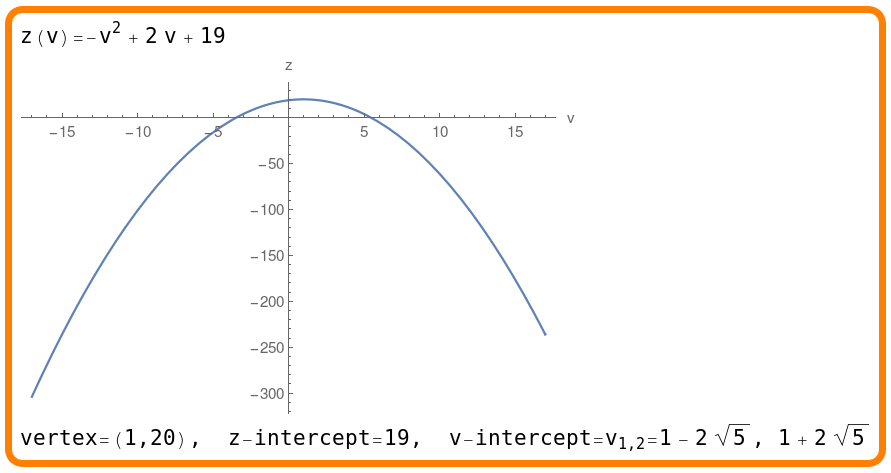 z(v)=-v² + 2 v + 19
z
-15 -10 -5 5 10 15 v
-50
-100
-150
-200
-250
-300
vertex=(1,20), z-intercept=19, v-intercept=v₁,₂=1 - 2 √5, 1 + 2 √5